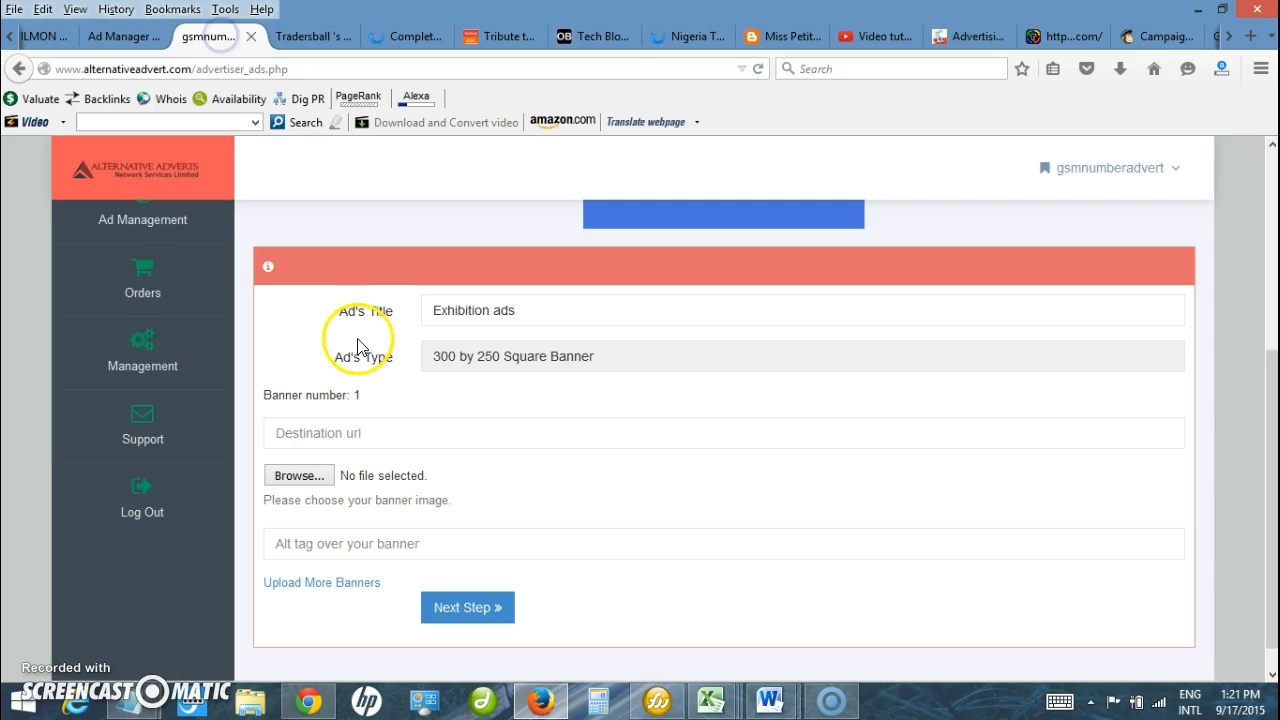 File Edit View History Bookmarks Tools Help
ILMON ... Ad Manager ... gsmnum... Tradersball 's ... Complet... Tribute t... OB Tech Blo... Nigeria T... Miss Petit... Video tut... Advertisi... http...com/ Campaig...
www.alternativeadvert.com/advertiser_ads.php Search
Valuate Backlinks Whois Availability Dig PR PageRank Alexa
Video Search Download and Convert video amazon.com Translate webpage
ALTERNATIVE ADVERTS
Network Services Limited
gsmnumberadvert
Ad Management
Orders
Management
Support
Log Out
Ad's Title Exhibition ads
Ad's Type 300 by 250 Square Banner
Banner number: 1
Destination url
Browse... No file selected.
Please choose your banner image.
Alt tag over your banner
Upload More Banners
Next Step »
Recorded with
SCREENCAST-O-MATIC
ENG
INTL
1:21 PM
9/17/2015